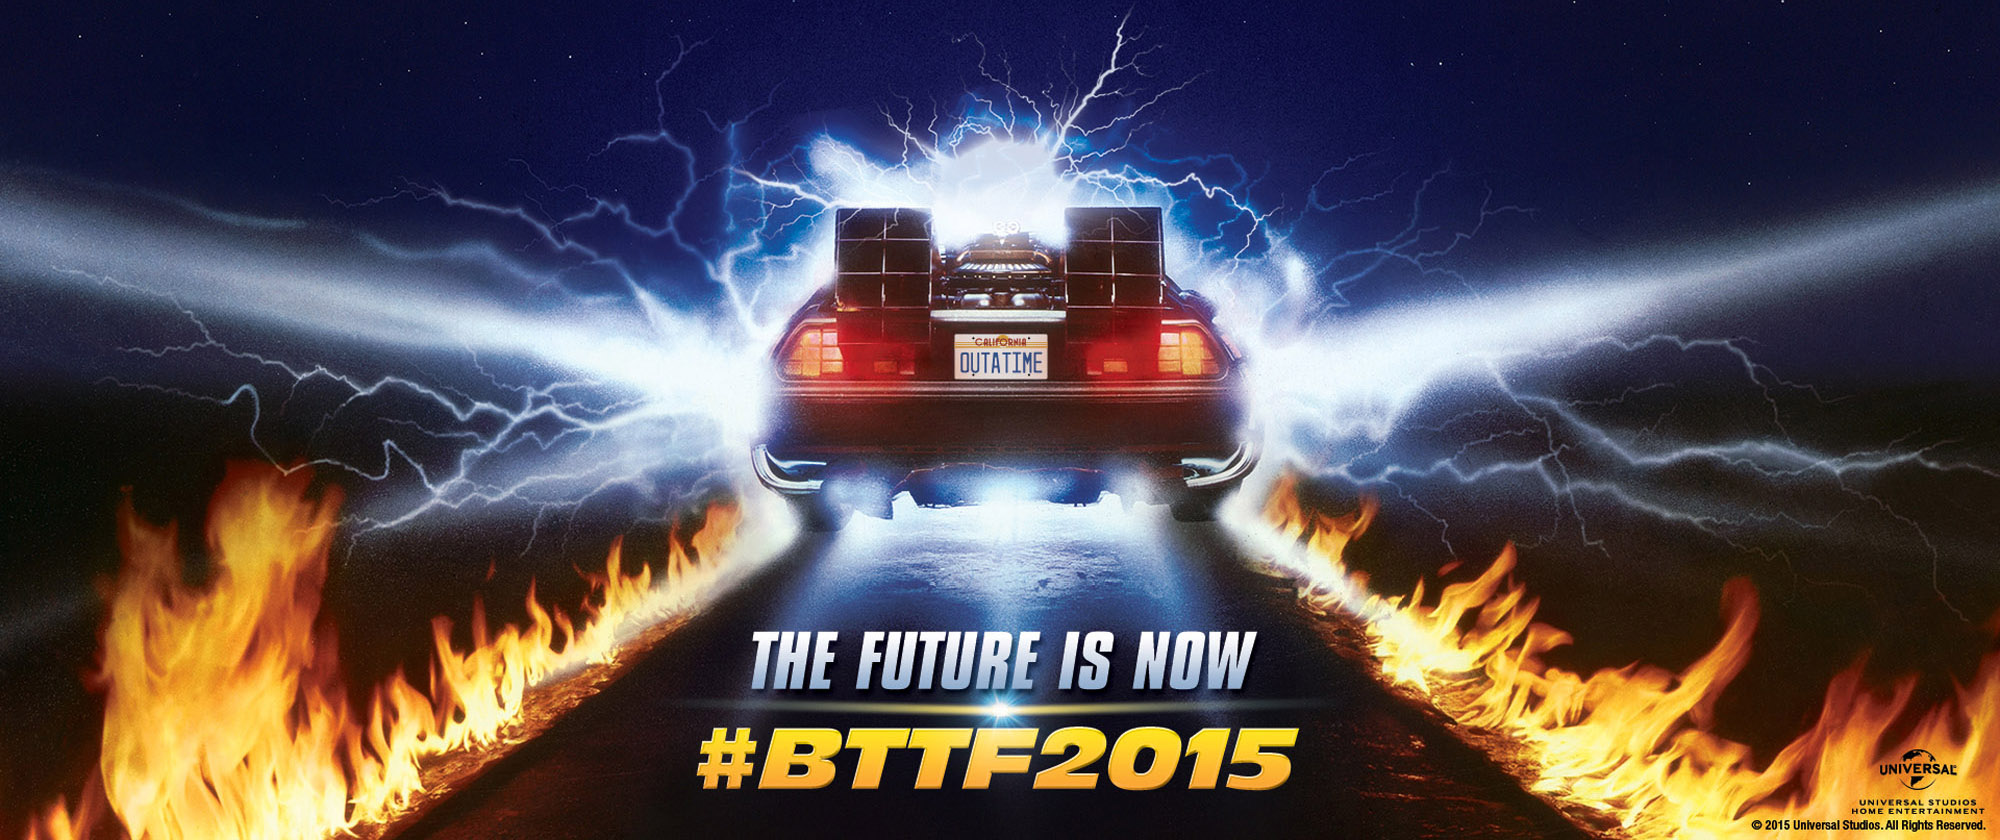 CALIFORNIA
OUTATIME
THE FUTURE IS NOW
#BTTF2015
UNIVERSAL
UNIVERSAL STUDIOS
HOME ENTERTAINMENT
© 2015 Universal Studios. All Rights Reserved.